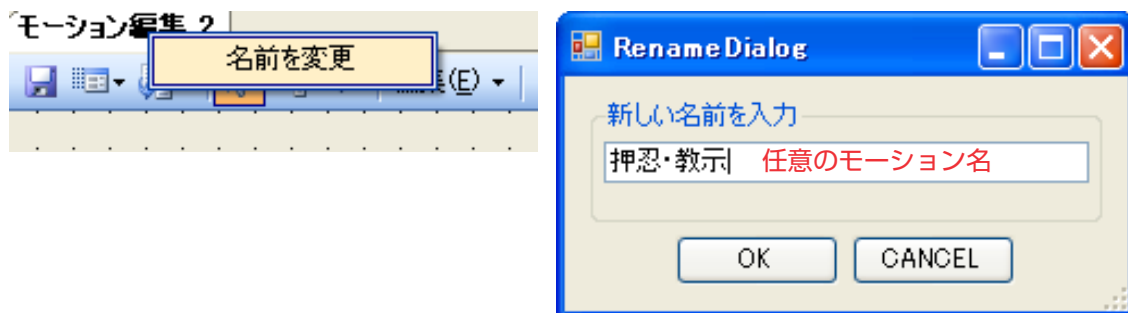 モーション編集 2
名前を変更
集(E)
RenameDialog
新しい名前を入力
押忍・教示 任意のモーション名
OK
CANCEL